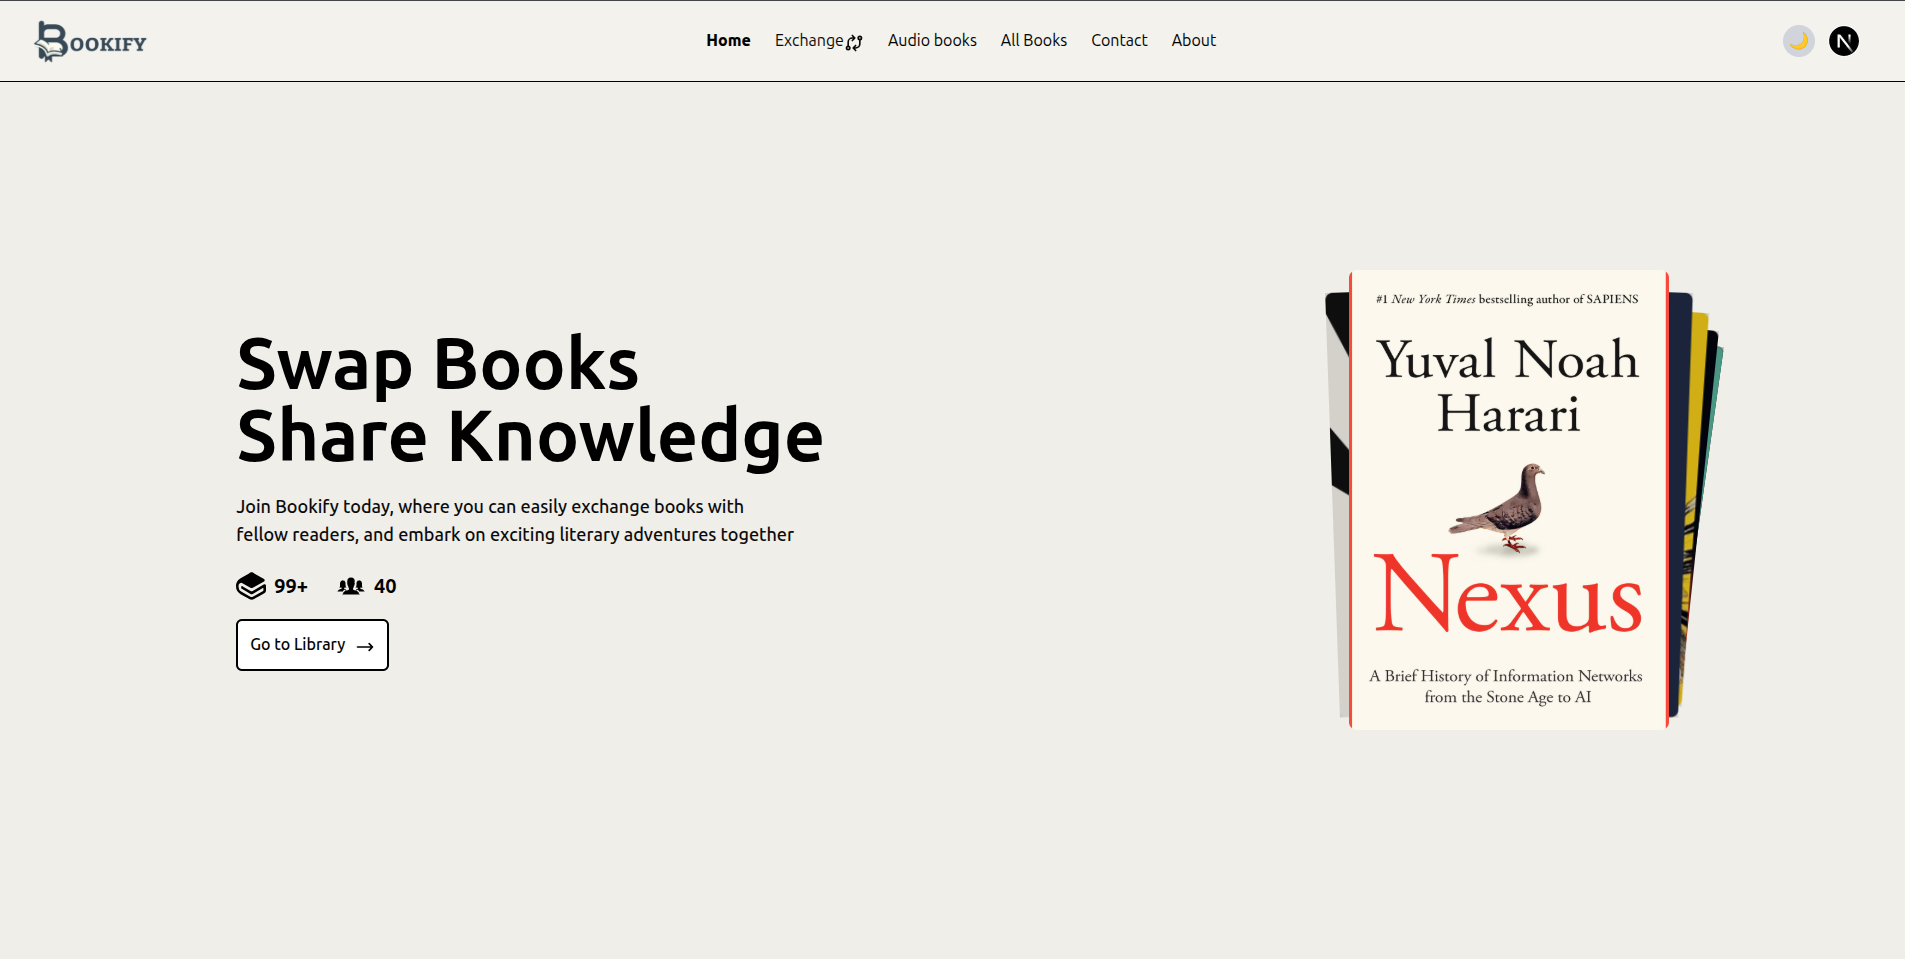 BOOKIFY
Home Exchange Audio books All Books Contact About
N
Swap Books
Share Knowledge
Join Bookify today, where you can easily exchange books with
fellow readers, and embark on exciting literary adventures together
99+ 40
Go to Library →
#1 New York Times bestselling author of SAPIENS
Yuval Noah
Harari
Nexus
A Brief History of Information Networks
from the Stone Age to AI